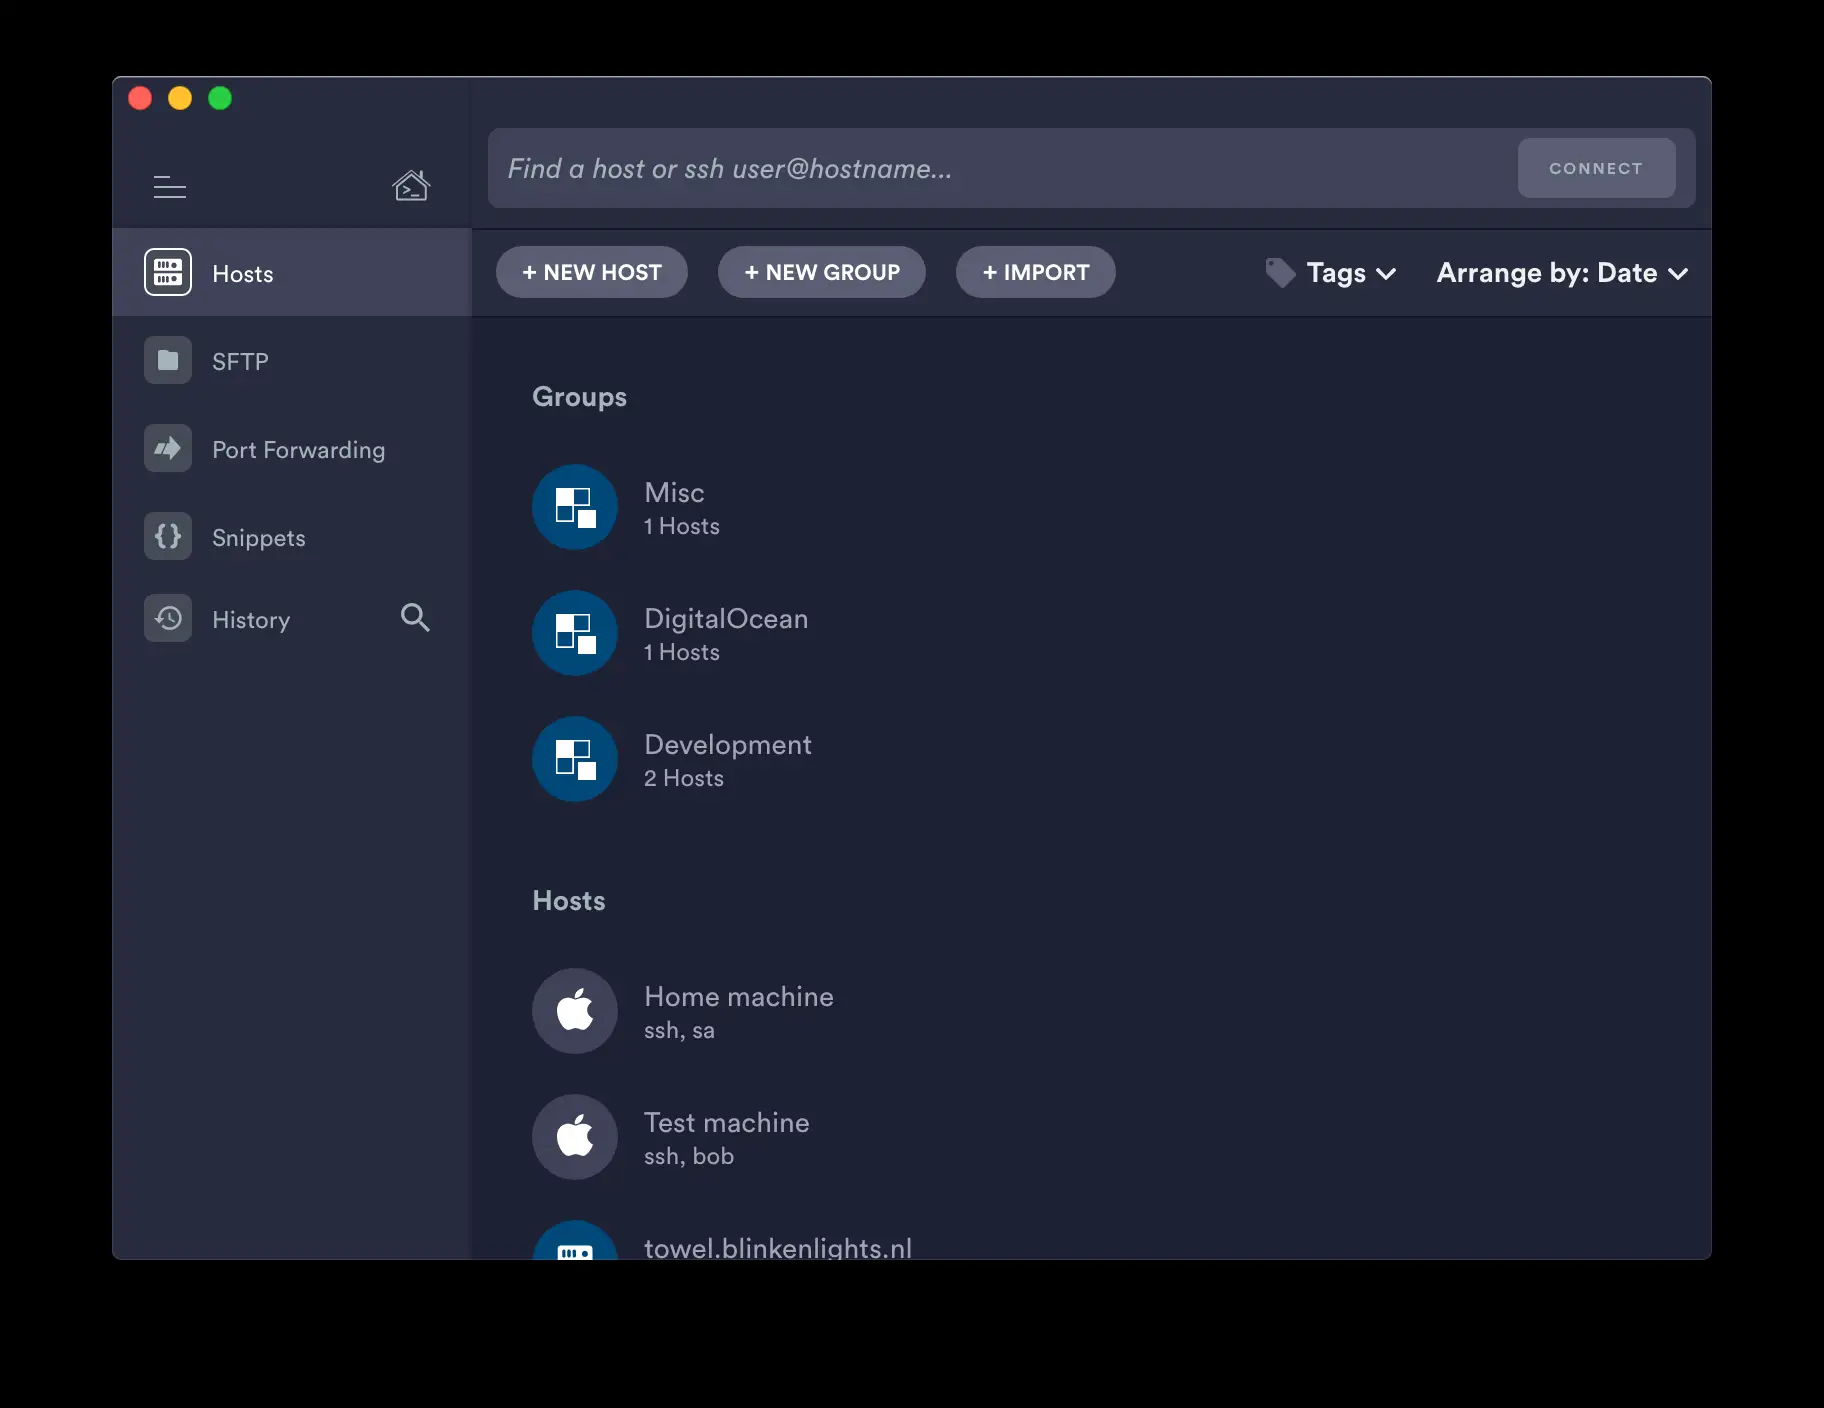 Find a host or ssh user@hostname...
CONNECT
Hosts
SFTP
Port Forwarding
Snippets
History
+ NEW HOST
+ NEW GROUP
+ IMPORT
Tags
Arrange by: Date
Groups
Misc
1 Hosts
DigitalOcean
1 Hosts
Development
2 Hosts
Hosts
Home machine
ssh, sa
Test machine
ssh, bob
towel.blinkenlights.nl